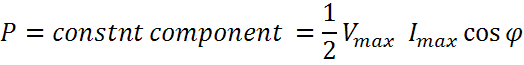 P = constnt component = 1/2 V_max I_max cos φ